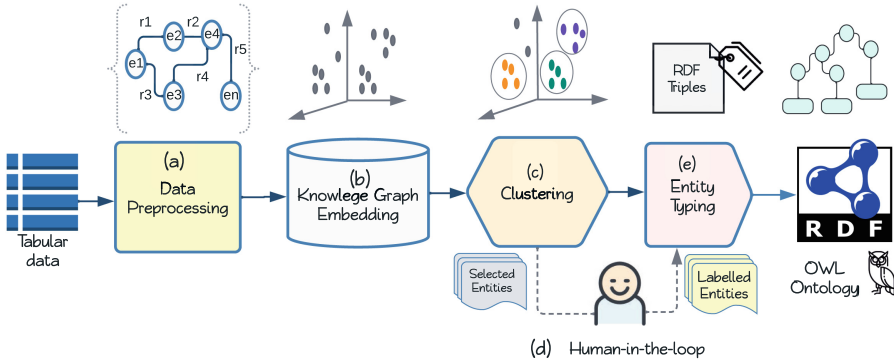 r1
r2
e2
e4
r5
e1
r4
r3
e3
en
RDF
Triples
Tabular
data
(a)
Data
Preprocessing
(b)
Knowlege Graph
Embedding
(c)
Clustering
(e)
Entity
Typing
RDF
OWL
Ontology
Selected
Entities
Labelled
Entities
(d) Human-in-the-loop